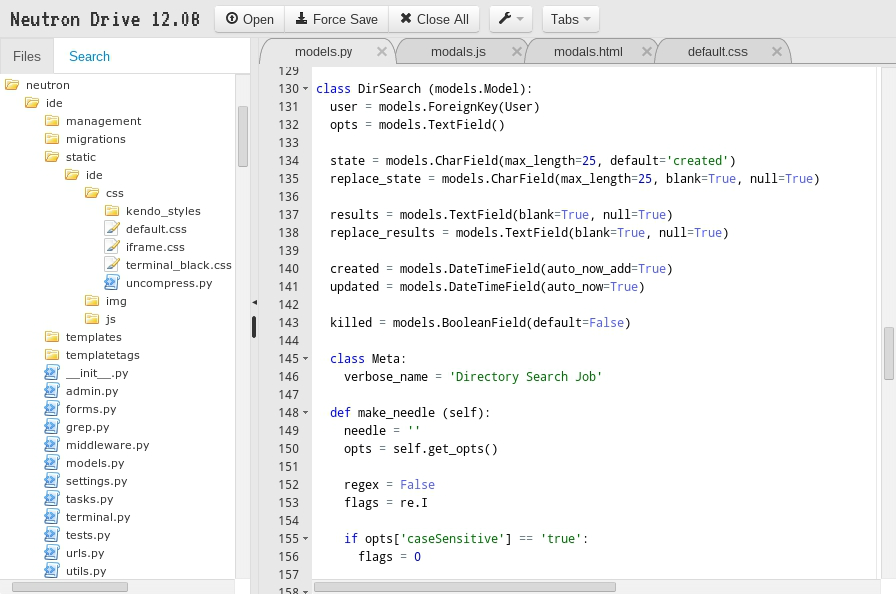 Neutron Drive 12.08
Open
Force Save
Close All
Tabs
Files
Search
models.py
modals.js
modals.html
default.css
neutron
ide
management
migrations
static
ide
css
kendo_styles
default.css
iframe.css
terminal_black.css
uncompress.py
img
js
templates
templatetags
__init__.py
admin.py
forms.py
grep.py
middleware.py
models.py
settings.py
tasks.py
terminal.py
tests.py
urls.py
utils.py
129
130 class DirSearch (models.Model):
131 user = models.ForeignKey(User)
132 opts = models.TextField()
133
134 state = models.CharField(max_length=25, default='created')
135 replace_state = models.CharField(max_length=25, blank=True, null=True)
136
137 results = models.TextField(blank=True, null=True)
138 replace_results = models.TextField(blank=True, null=True)
139
140 created = models.DateTimeField(auto_now_add=True)
141 updated = models.DateTimeField(auto_now=True)
142
143 killed = models.BooleanField(default=False)
144
145 class Meta:
146 verbose_name = 'Directory Search Job'
147
148 def make_needle (self):
149 needle = ''
150 opts = self.get_opts()
151
152 regex = False
153 flags = re.I
154
155 if opts['caseSensitive'] == 'true':
156 flags = 0
157
158